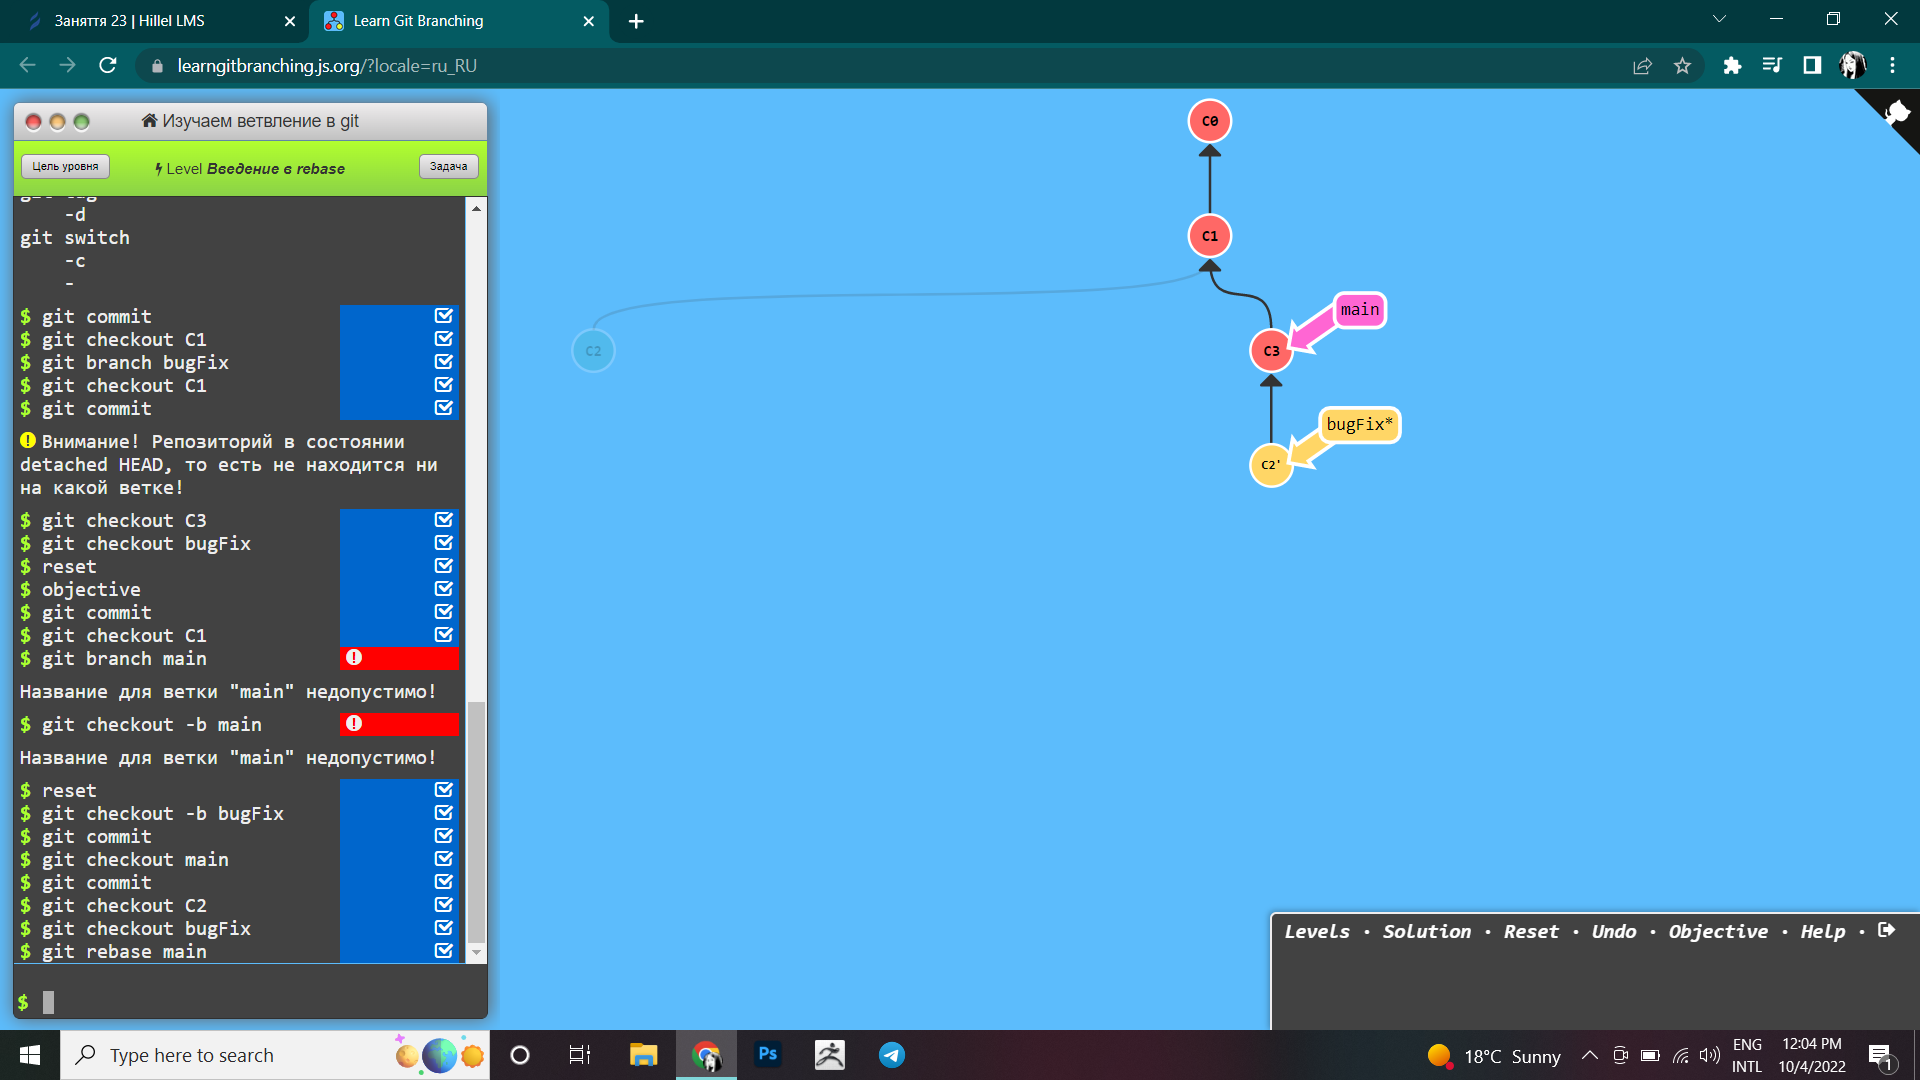 Заняття 23 | Hillel LMS
Learn Git Branching
learngitbranching.js.org/?locale=ru_RU
Изучаем ветвление в git
Цель уровня
Level Введение в rebase
Задача
-d
git switch
-c
-
$ git commit
$ git checkout C1
$ git branch bugFix
$ git checkout C1
$ git commit
Внимание! Репозиторий в состоянии
detached HEAD, то есть не находится ни
на какой ветке!
$ git checkout C3
$ git checkout bugFix
$ reset
$ objective
$ git commit
$ git checkout C1
$ git branch main
Название для ветки "main" недопустимо!
$ git checkout -b main
Название для ветки "main" недопустимо!
$ reset
$ git checkout -b bugFix
$ git commit
$ git checkout main
$ git commit
$ git checkout C2
$ git checkout bugFix
$ git rebase main
$
C0
C1
main
C2
C3
bugFix*
C2'
Levels · Solution · Reset · Undo · Objective · Help ·
Type here to search
Ps
18°C Sunny
ENG
INTL
12:04 PM
10/4/2022
1